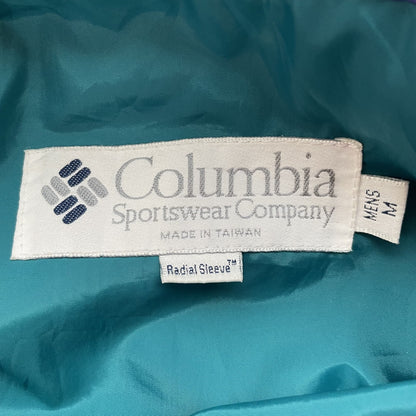 Columbia
Sportswear Company
MADE IN TAIWAN
Radial Sleeve™
MENS
M